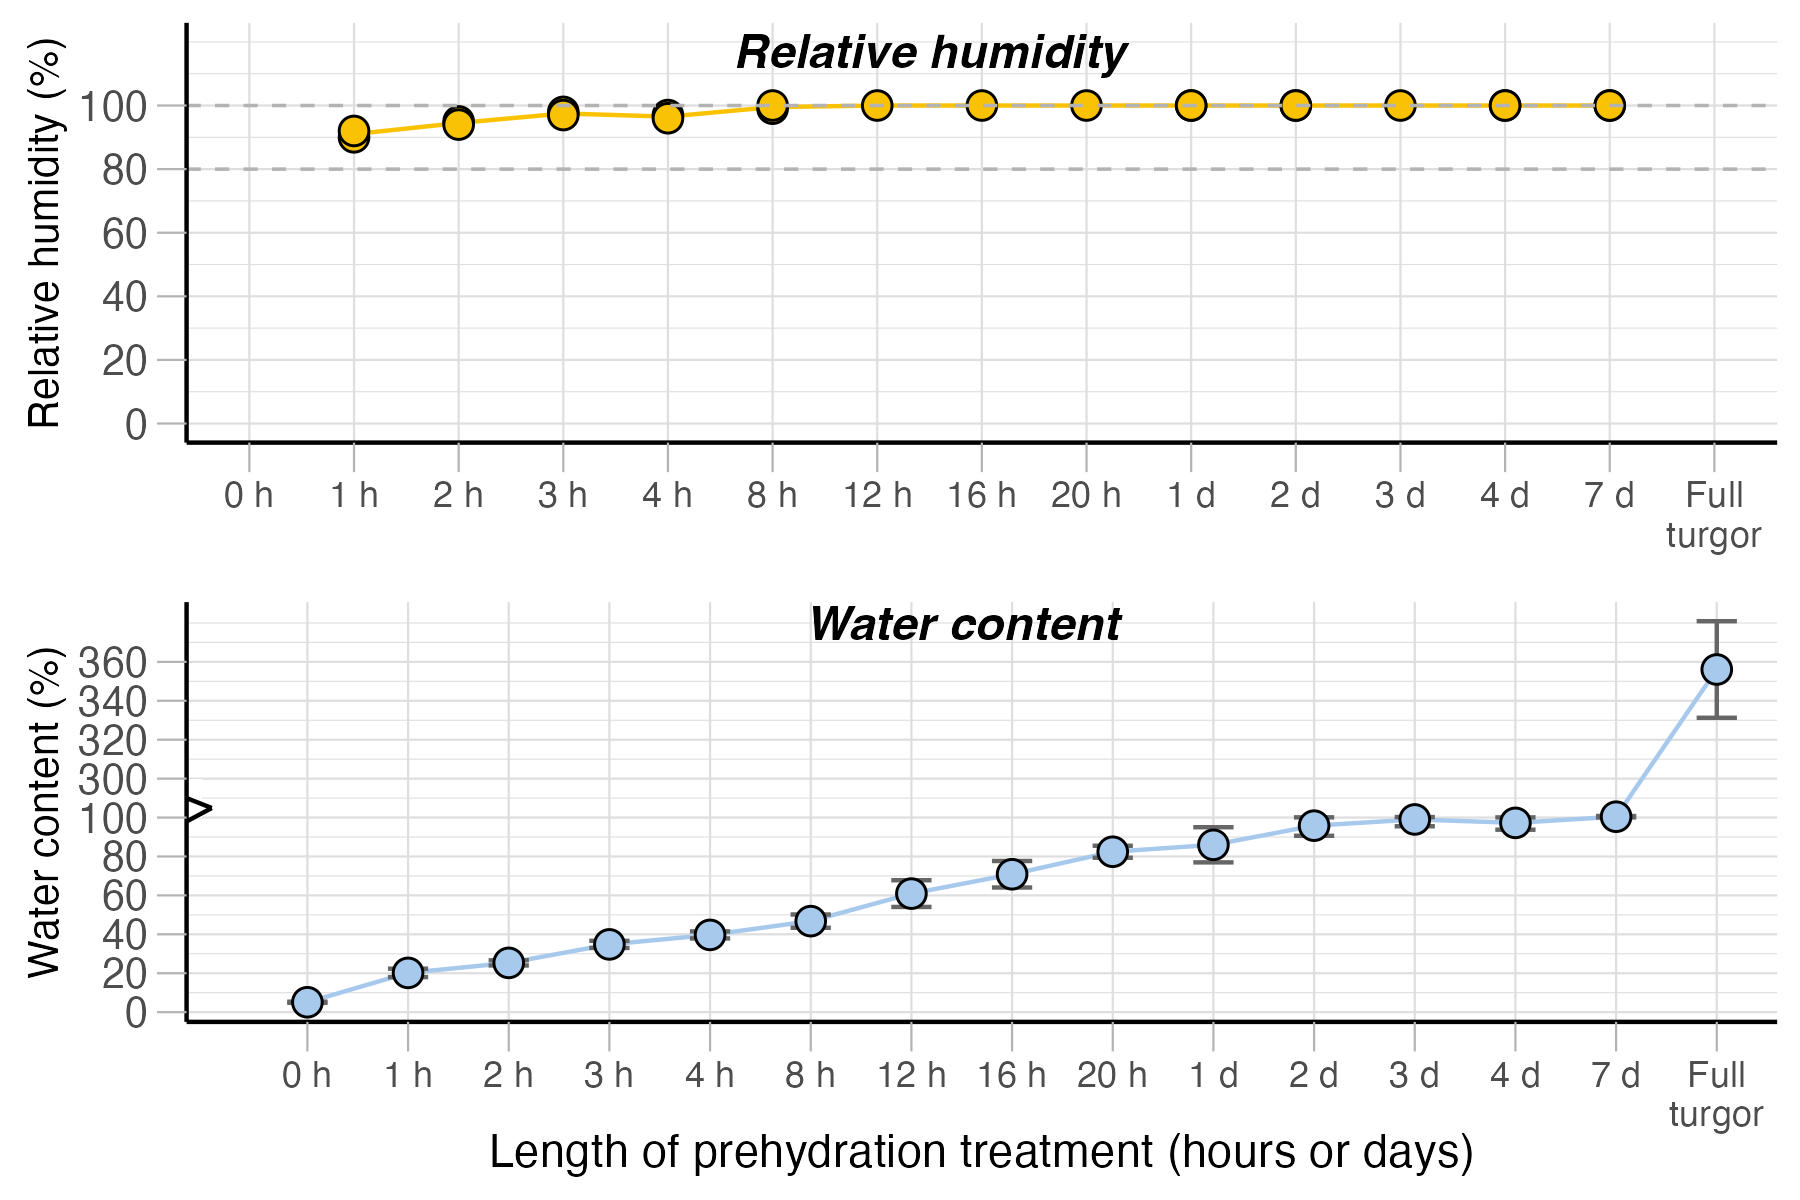 Relative humidity
Relative humidity (%)
100
80
60
40
20
0
0 h 1 h 2 h 3 h 4 h 8 h 12 h 16 h 20 h 1 d 2 d 3 d 4 d 7 d Full
turgor
Water content
Water content (%)
360
340
320
300
100
80
60
40
20
0
0 h 1 h 2 h 3 h 4 h 8 h 12 h 16 h 20 h 1 d 2 d 3 d 4 d 7 d Full
turgor
Length of prehydration treatment (hours or days)